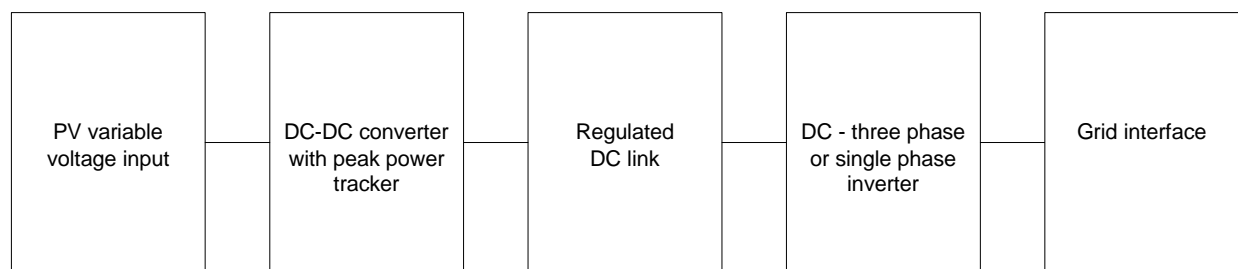 PV variable
voltage input
DC-DC converter
with peak power
tracker
Regulated
DC link
DC - three phase
or single phase
inverter
Grid interface